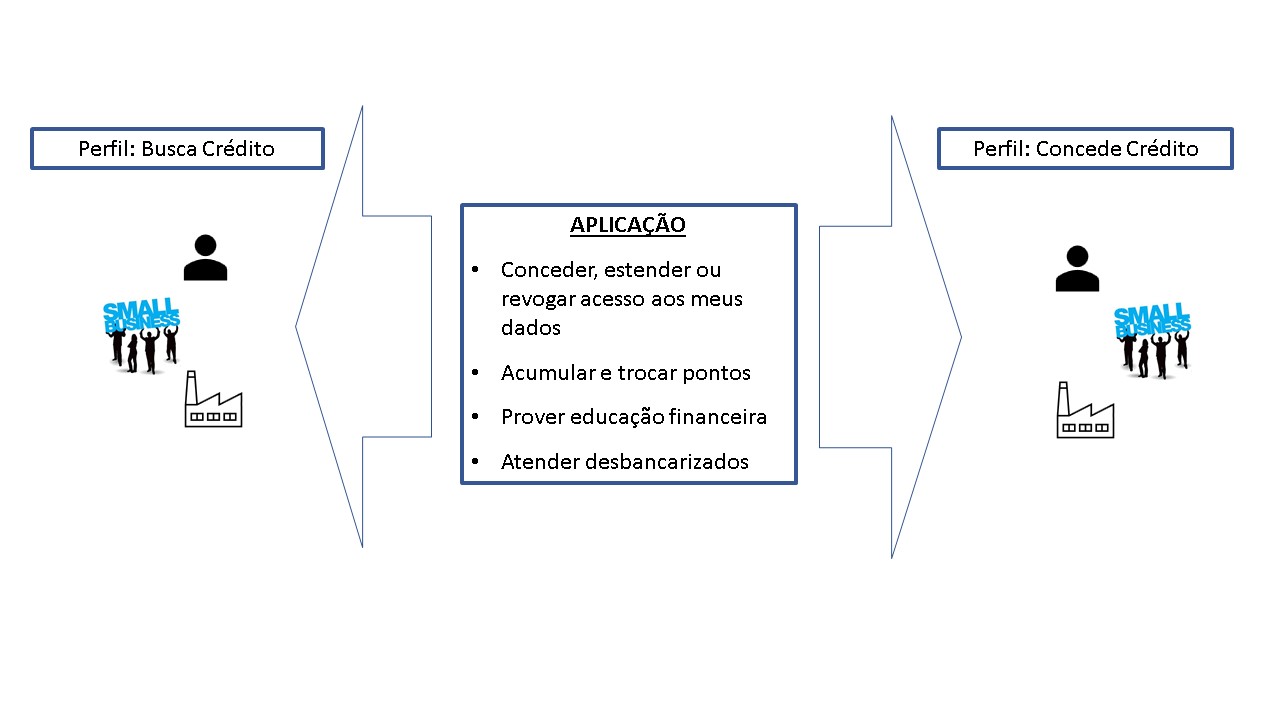 Perfil: Busca Crédito
Perfil: Concede Crédito
APLICAÇÃO
• Conceder, estender ou
revogar acesso aos meus
dados
• Acumular e trocar pontos
• Prover educação financeira
• Atender desbancarizados
SMALL
BUSINESS
SMALL
BUSINESS